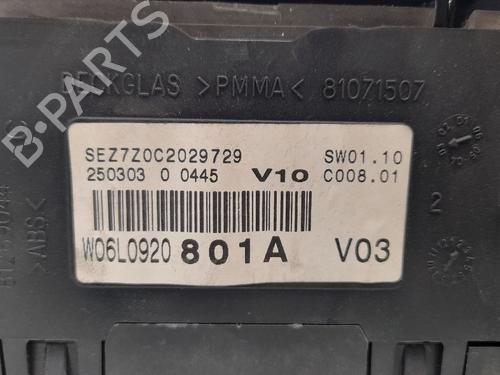 DECKGLAS >PMMA< 81071507
SEZ7Z0C2029729 SW01.10
250303 0 0445 V10 C008.01
W06L0920 801A V03
>ABS<
2
B-PARTS